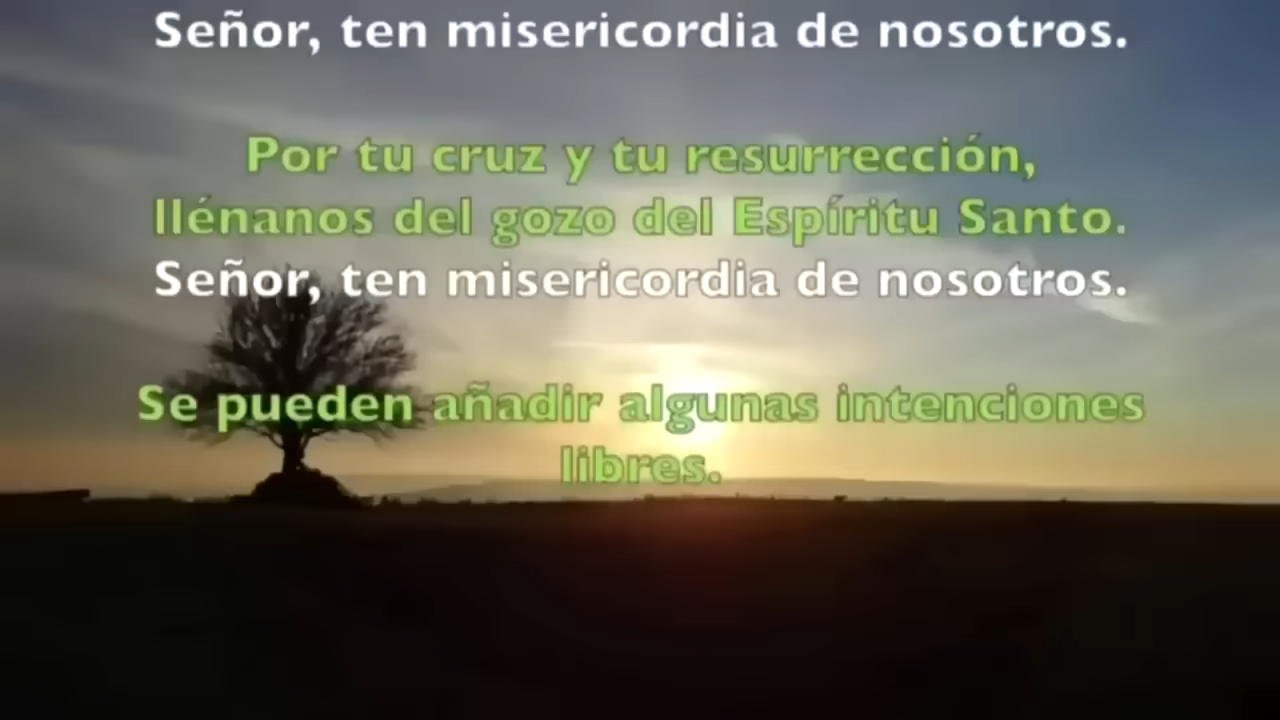 Señor, ten misericordia de nosotros.
Por tu cruz y tu resurrección,
llénanos del gozo del Espíritu Santo.
Señor, ten misericordia de nosotros.
Se pueden añadir algunas intenciones
libres.